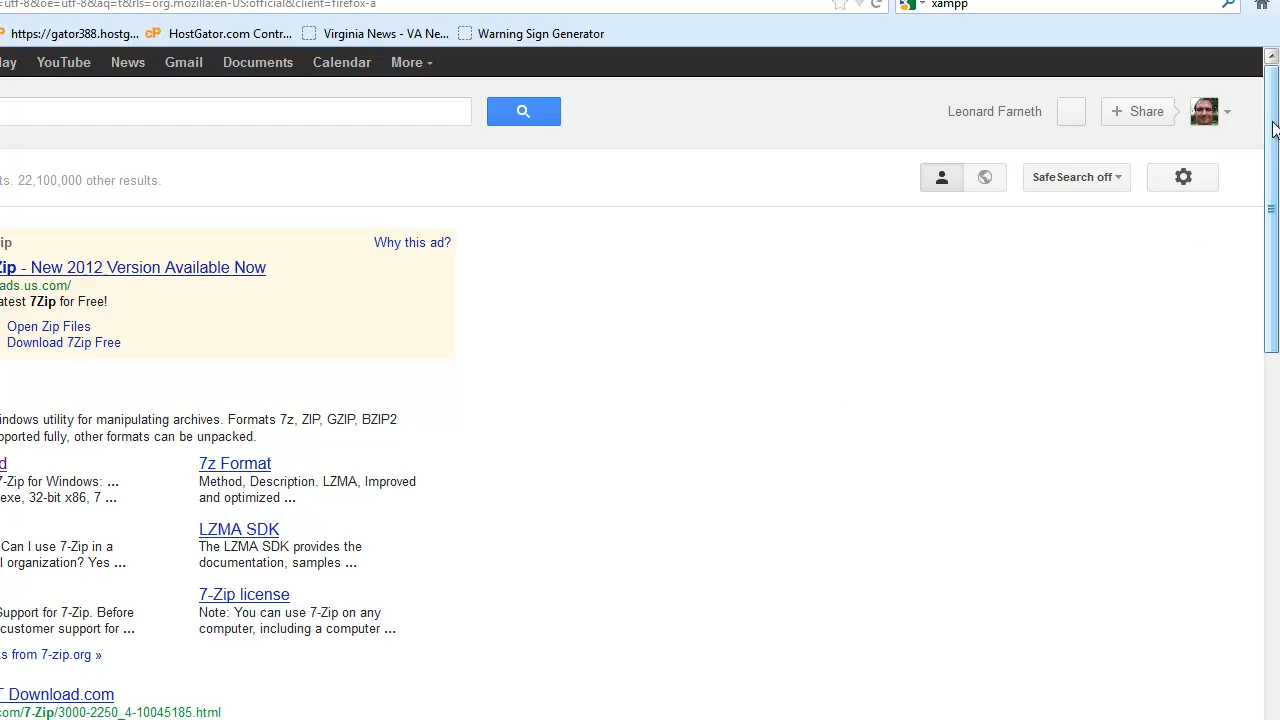 =utf-8&oe=utf-8&aq=t&rls=org.mozilla:en-US:official&client=firefox-a
xampp
https://gator388.hostg...
cP HostGator.com Contr...
Virginia News - VA Ne...
Warning Sign Generator
lay YouTube News Gmail Documents Calendar More
Leonard Farneth
+ Share
ts. 22,100,000 other results.
SafeSearch off
ip
Why this ad?
Zip - New 2012 Version Available Now
ads.us.com/
atest 7Zip for Free!
Open Zip Files
Download 7Zip Free
indows utility for manipulating archives. Formats 7z, ZIP, GZIP, BZIP2
pported fully, other formats can be unpacked.
d
7-Zip for Windows: ...
exe, 32-bit x86, 7 ...
7z Format
Method, Description. LZMA, Improved
and optimized ...
Can I use 7-Zip in a
l organization? Yes ...
LZMA SDK
The LZMA SDK provides the
documentation, samples ...
Support for 7-Zip. Before
customer support for ...
7-Zip license
Note: You can use 7-Zip on any
computer, including a computer ...
s from 7-zip.org »
T Download.com
com/7-Zip/3000-2250_4-10045185.html